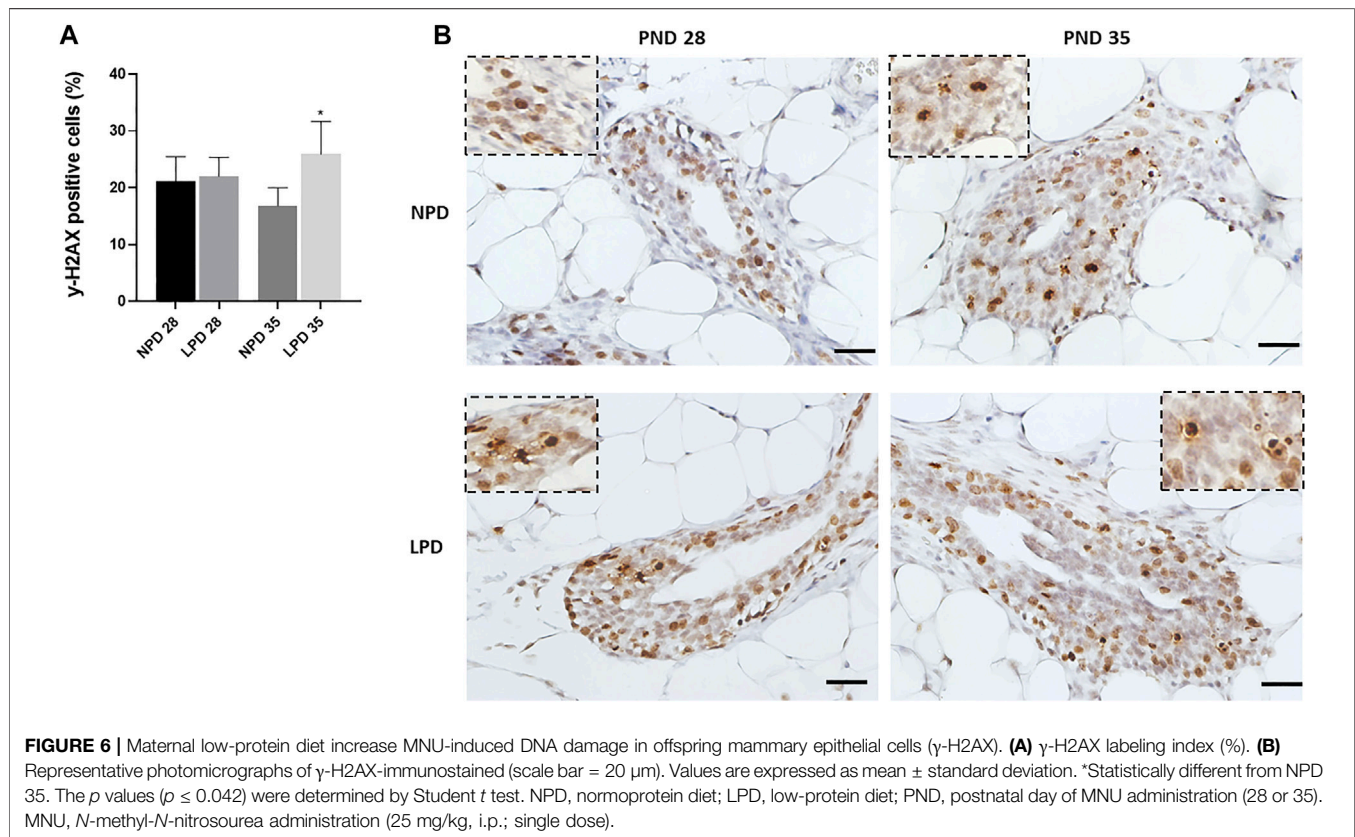 A
B
PND 28
PND 35
y-H2AX positive cells (%)
40
30
20
10
0
*
NPD 28
LPD 28
NPD 35
LPD 35
NPD
LPD
FIGURE 6 | Maternal low-protein diet increase MNU-induced DNA damage in offspring mammary epithelial cells (γ-H2AX). (A) γ-H2AX labeling index (%). (B)
Representative photomicrographs of γ-H2AX-immunostained (scale bar = 20 μm). Values are expressed as mean ± standard deviation. *Statistically different from NPD
35. The p values (p ≤ 0.042) were determined by Student t test. NPD, normoprotein diet; LPD, low-protein diet; PND, postnatal day of MNU administration (28 or 35).
MNU, N-methyl-N-nitrosourea administration (25 mg/kg, i.p.; single dose).